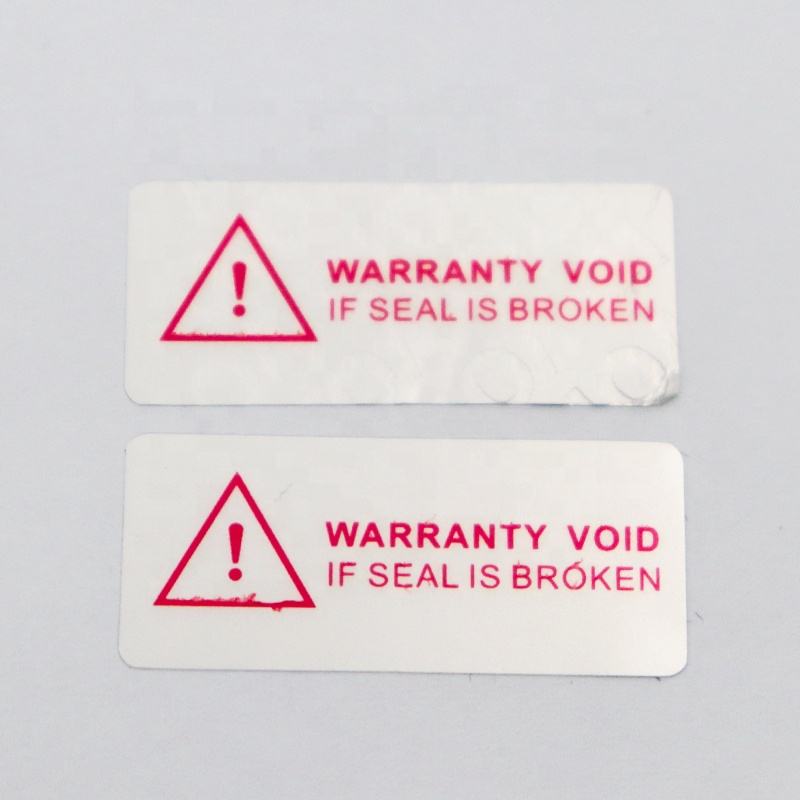 !
WARRANTY VOID
IF SEAL IS BROKEN
!
WARRANTY VOID
IF SEAL IS BROKEN